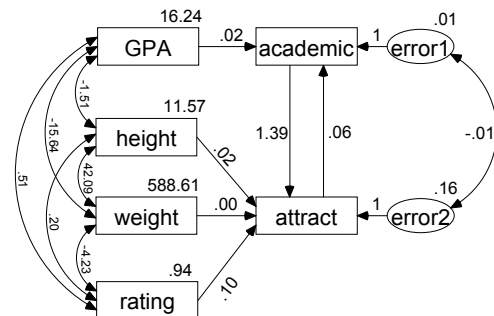 16.24
.01
GPA
.02
academic
1
error1
-1.51
11.57
height
-15.64
1.39
.06
-.01
.02
.51
42.09
588.61
.16
.20
weight
.00
attract
1
error2
-4.23
.94
.10
rating